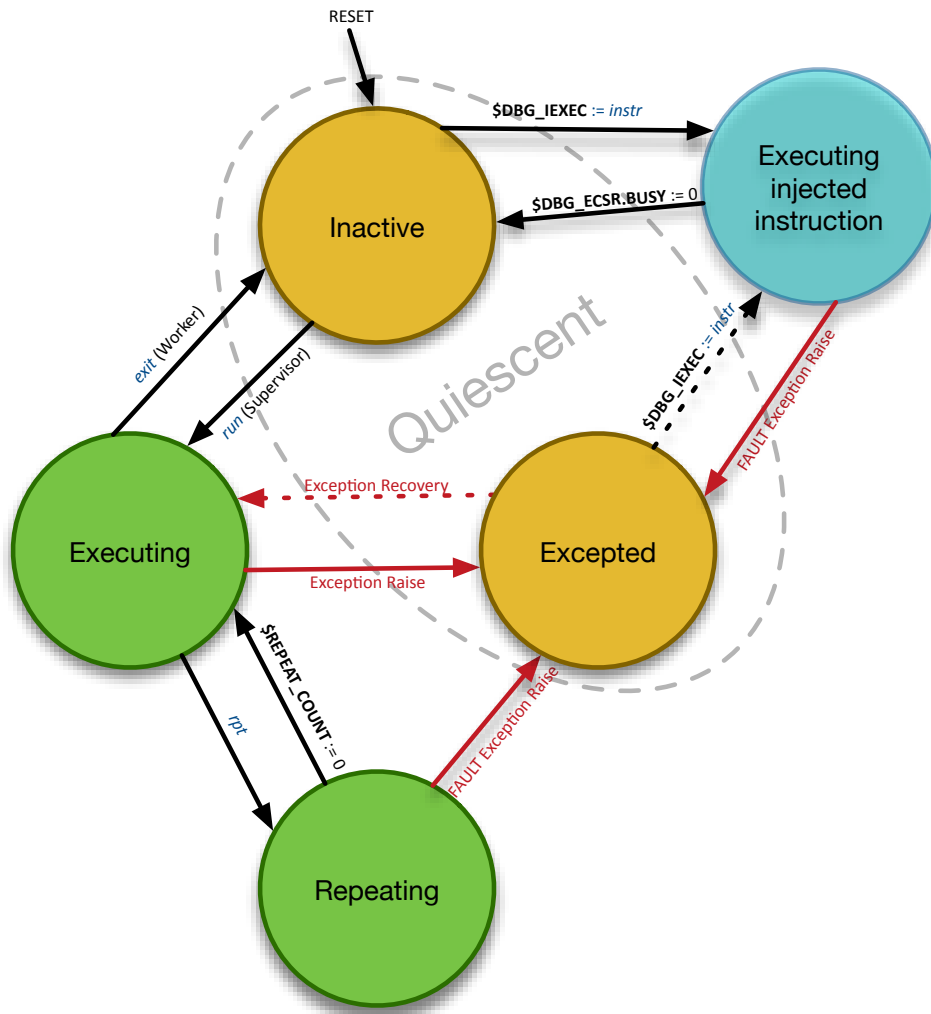 RESET
$DBG_IEXEC := instr
Executing
injected
instruction
$DBG_ECSR.BUSY := 0
Inactive
exit (Worker)
run (Supervisor)
Quiescent
$DBG_IEXEC := instr
FAULT Exception Raise
Exception Recovery
Executing
Excepted
Exception Raise
$REPEAT_COUNT := 0
rpt
FAULT Exception Raise
Repeating